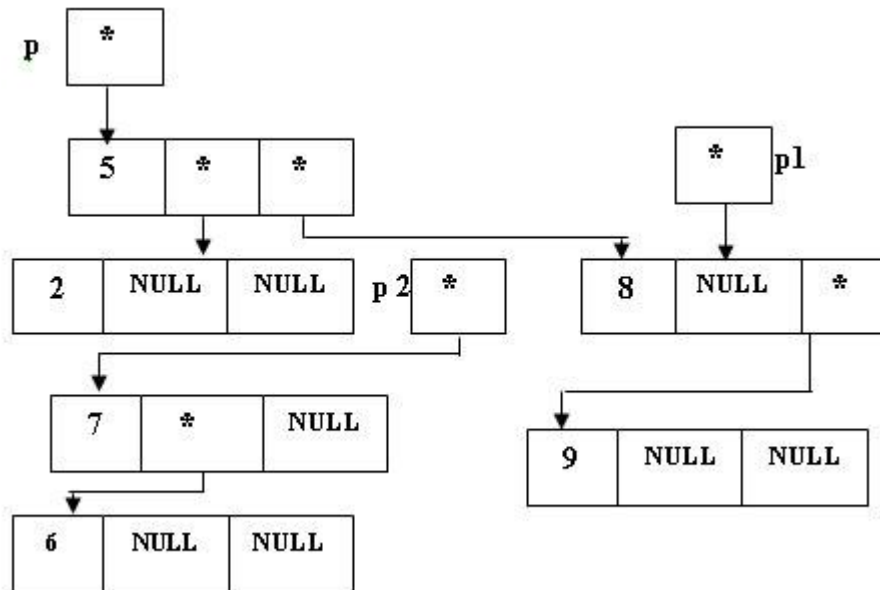 p *
5 * *
* p1
2 NULL NULL
p 2 *
8 NULL *
7 * NULL
9 NULL NULL
6 NULL NULL